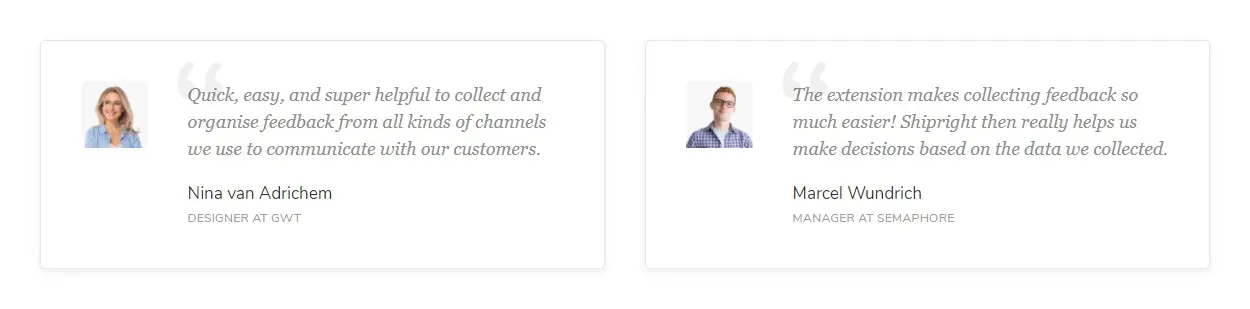 Quick, easy, and super helpful to collect and
organise feedback from all kinds of channels
we use to communicate with our customers.
Nina van Adrichem
DESIGNER AT GWT
The extension makes collecting feedback so
much easier! Shipright then really helps us
make decisions based on the data we collected.
Marcel Wundrich
MANAGER AT SEMAPHORE